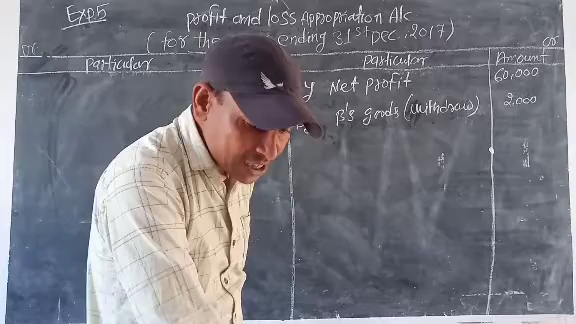 Exp5
profit and loss Appropriation A/c
(for the ending 31st Dec, 2017)
Dr. Cr
particular particular Amount
Net profit 60,000
B's goods (withdraw) 2,000